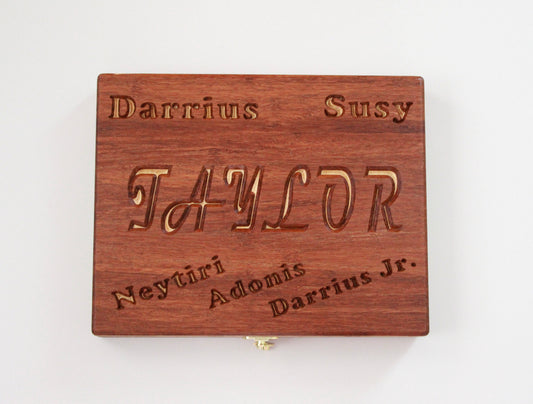 Darrius Susy
TAYLOR
Neytiri Adonis Darrius Jr.